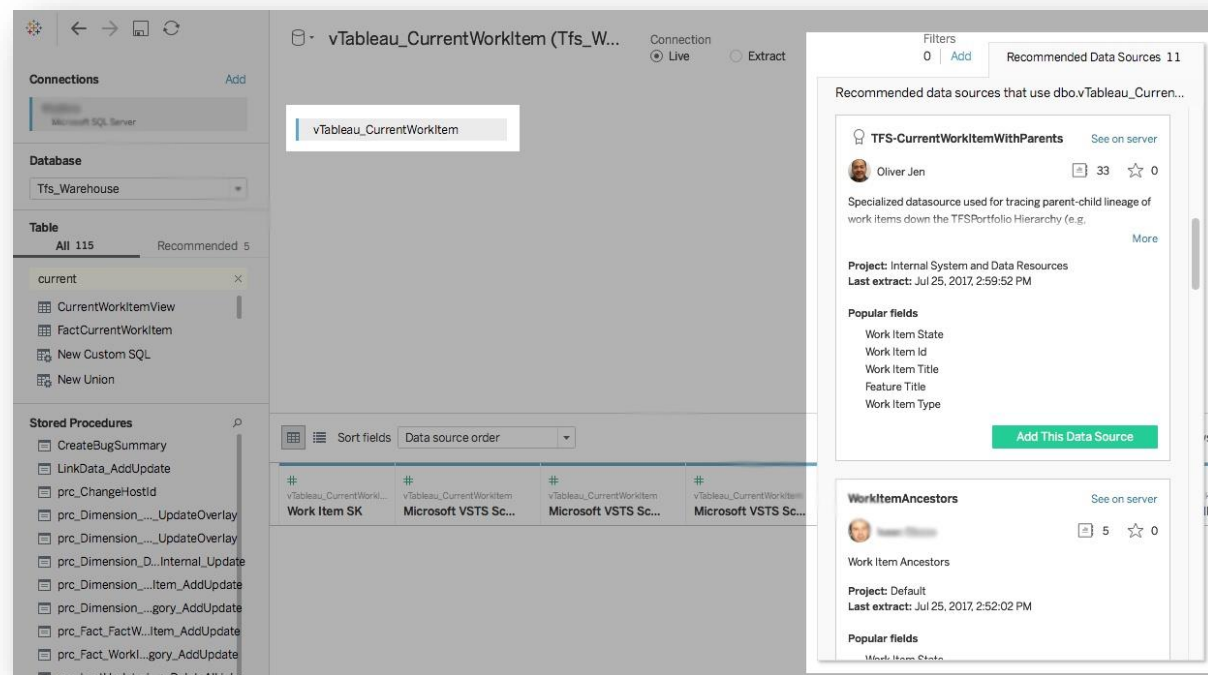 Connections Add
Microsoft SQL Server
Database
Tfs_Warehouse
Table
All 115 Recommended 5
current
CurrentWorkItemView
FactCurrentWorkItem
New Custom SQL
New Union
Stored Procedures
CreateBugSummary
LinkData_AddUpdate
prc_ChangeHostId
prc_Dimension_..._UpdateOverlay
prc_Dimension_..._UpdateOverlay
prc_Dimension_D...Internal_Update
prc_Dimension_...Item_AddUpdate
prc_Dimension_...gory_AddUpdate
prc_Fact_FactW...Item_AddUpdate
prc_Fact_WorkI...gory_AddUpdate
vTableau_CurrentWorkItem (Tfs_W...
Connection
Live Extract
Filters
0 Add
vTableau_CurrentWorkItem
Sort fields Data source order
# # # #
vTableau_CurrentWorkI... vTableau_CurrentWorkItem vTableau_CurrentWorkItem vTableau_CurrentWorkItem
Work Item SK Microsoft VSTS Sc... Microsoft VSTS Sc... Microsoft VSTS Sc...
Recommended Data Sources 11
Recommended data sources that use dbo.vTableau_Curren...
TFS-CurrentWorkItemWithParents See on server
Oliver Jen 33 0
Specialized datasource used for tracing parent-child lineage of
work items down the TFSPortfolio Hierarchy (e.g,
More
Project: Internal System and Data Resources
Last extract: Jul 25, 2017, 2:59:52 PM
Popular fields
Work Item State
Work Item Id
Work Item Title
Feature Title
Work Item Type
Add This Data Source
WorkItemAncestors See on server
5 0
Work Item Ancestors
Project: Default
Last extract: Jul 25, 2017, 2:52:02 PM
Popular fields
Work Item State